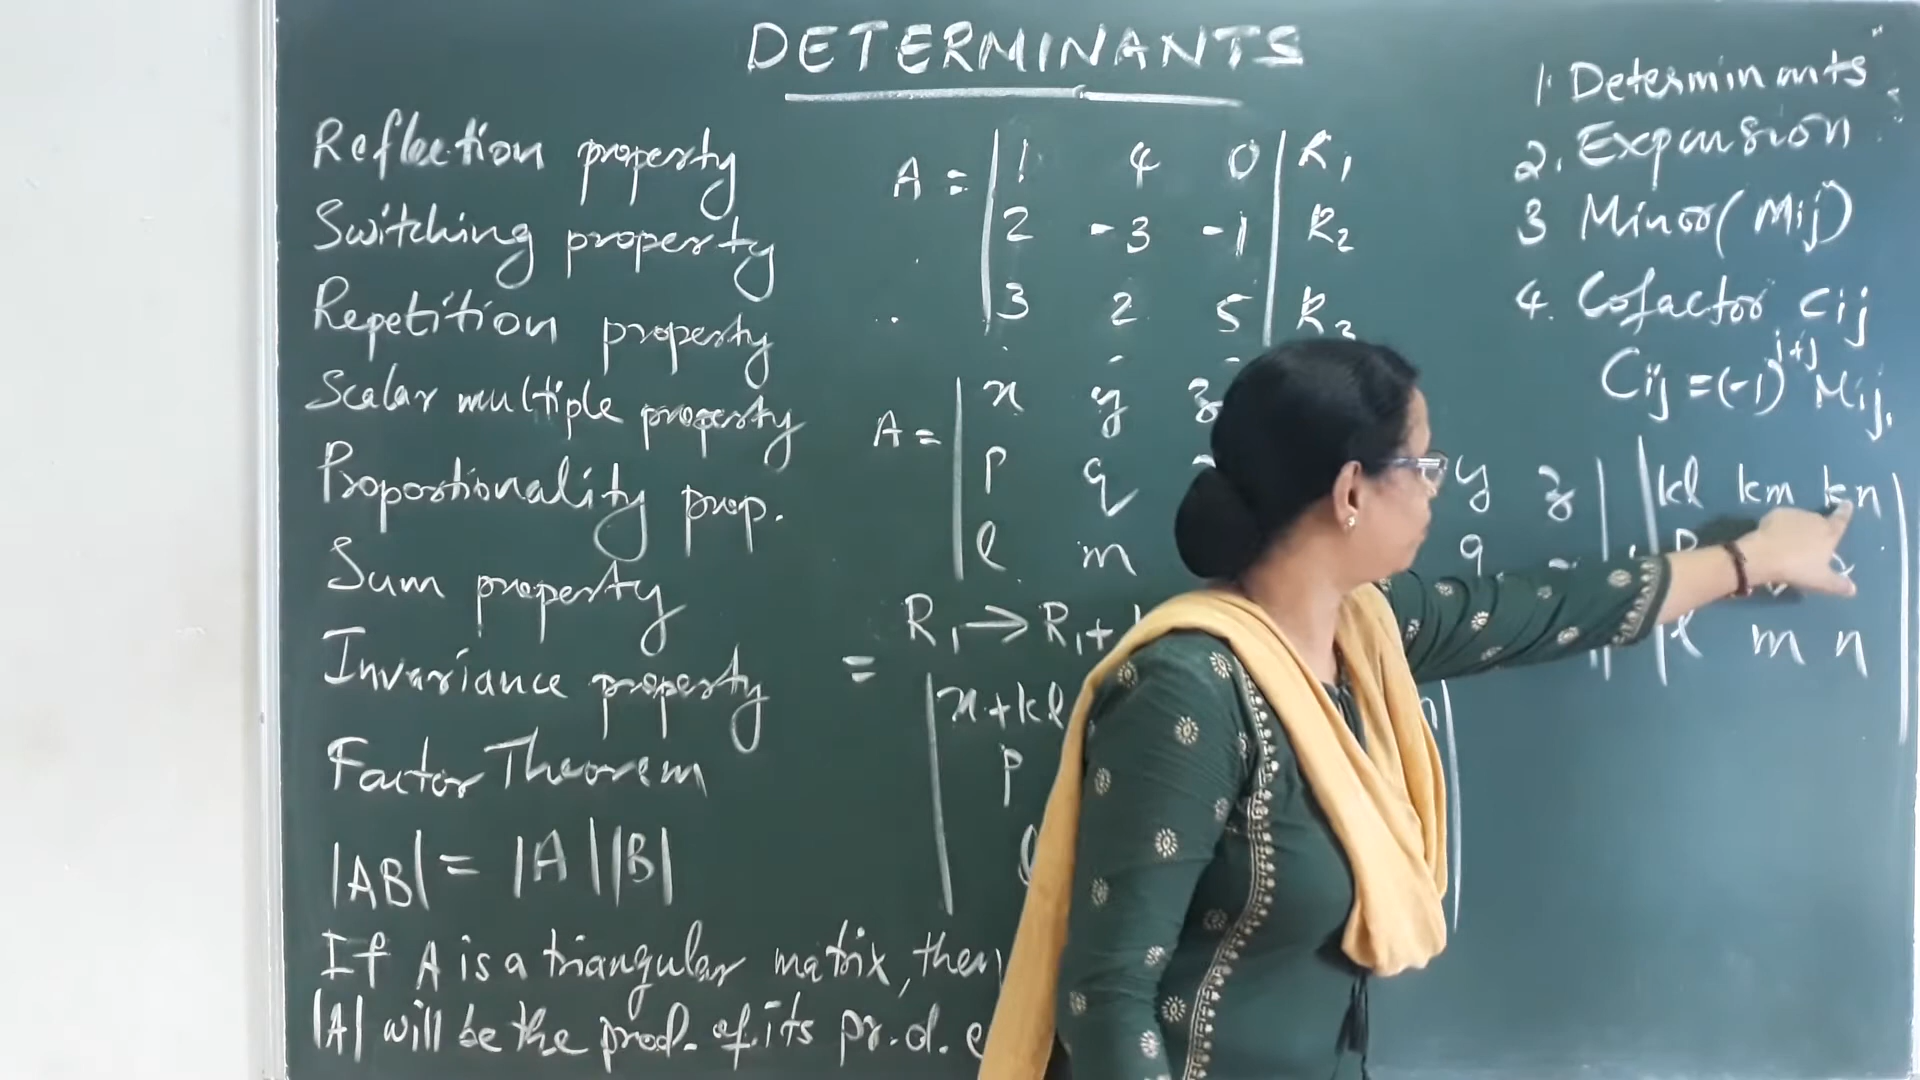 DETERMINANTS
Reflection property
Switching property
Repetition property
Scalar multiple property
Proportionality prop.
Sum property
Invariance property
Factor Theorem
|AB| = |A||B|
If A is a triangular matrix, then
|A| will be the prod. of its pr.d. e
A = | 1 4 0 | R1
| 2 -3 -1 | R2
| 3 2 5 |
A = | x y z
| p q
| l m
R1 → R1 +
=
| x+kl
| p
y z |
q
| kl km kn |
m n
1. Determinants
2. Expansion
3 Minor (Mij)
4. Cofactor Cij
Cij = (-1)^i+j Mij.